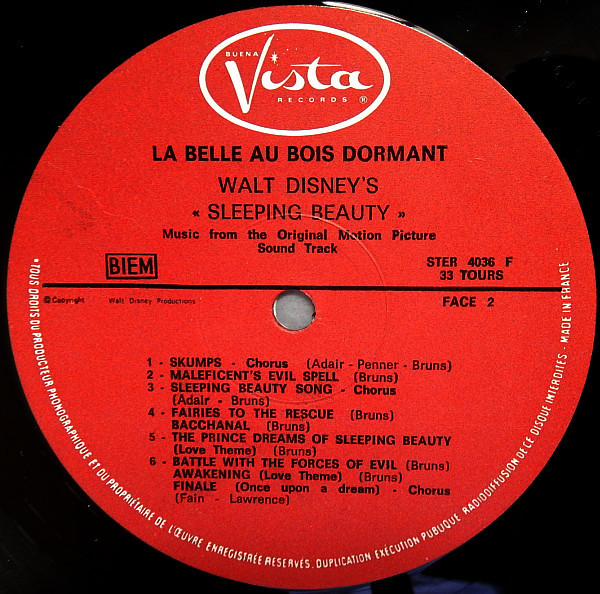 BUENA
Vista
RECORDS ®
LA BELLE AU BOIS DORMANT
WALT DISNEY'S
« SLEEPING BEAUTY »
Music from the Original Motion Picture
Sound Track
BIEM
STER 4036 F
33 TOURS
© Copyright Walt Disney Productions
FACE 2
1 - SKUMPS - Chorus (Adair - Penner - Bruns)
2 - MALEFICENT'S EVIL SPELL (Bruns)
3 - SLEEPING BEAUTY SONG - Chorus
(Adair - Bruns)
4 - FAIRIES TO THE RESCUE (Bruns)
BACCHANAL (Bruns)
5 - THE PRINCE DREAMS OF SLEEPING BEAUTY
(Love Theme) (Bruns)
6 - BATTLE WITH THE FORCES OF EVIL (Bruns)
AWAKENING (Love Theme) (Bruns)
FINALE (Once upon a dream) - Chorus
(Fain - Lawrence)
*TOUS DROITS DU PRODUCTEUR PHONOGRAPHIQUE ET DU PROPRIÉTAIRE DE L'ŒUVRE ENREGISTRÉE RESERVÉS. DUPLICATION EXÉCUTION PUBLIQUE RADIODIFFUSION DE CE DISQUE INTERDITES - MADE IN FRANCE